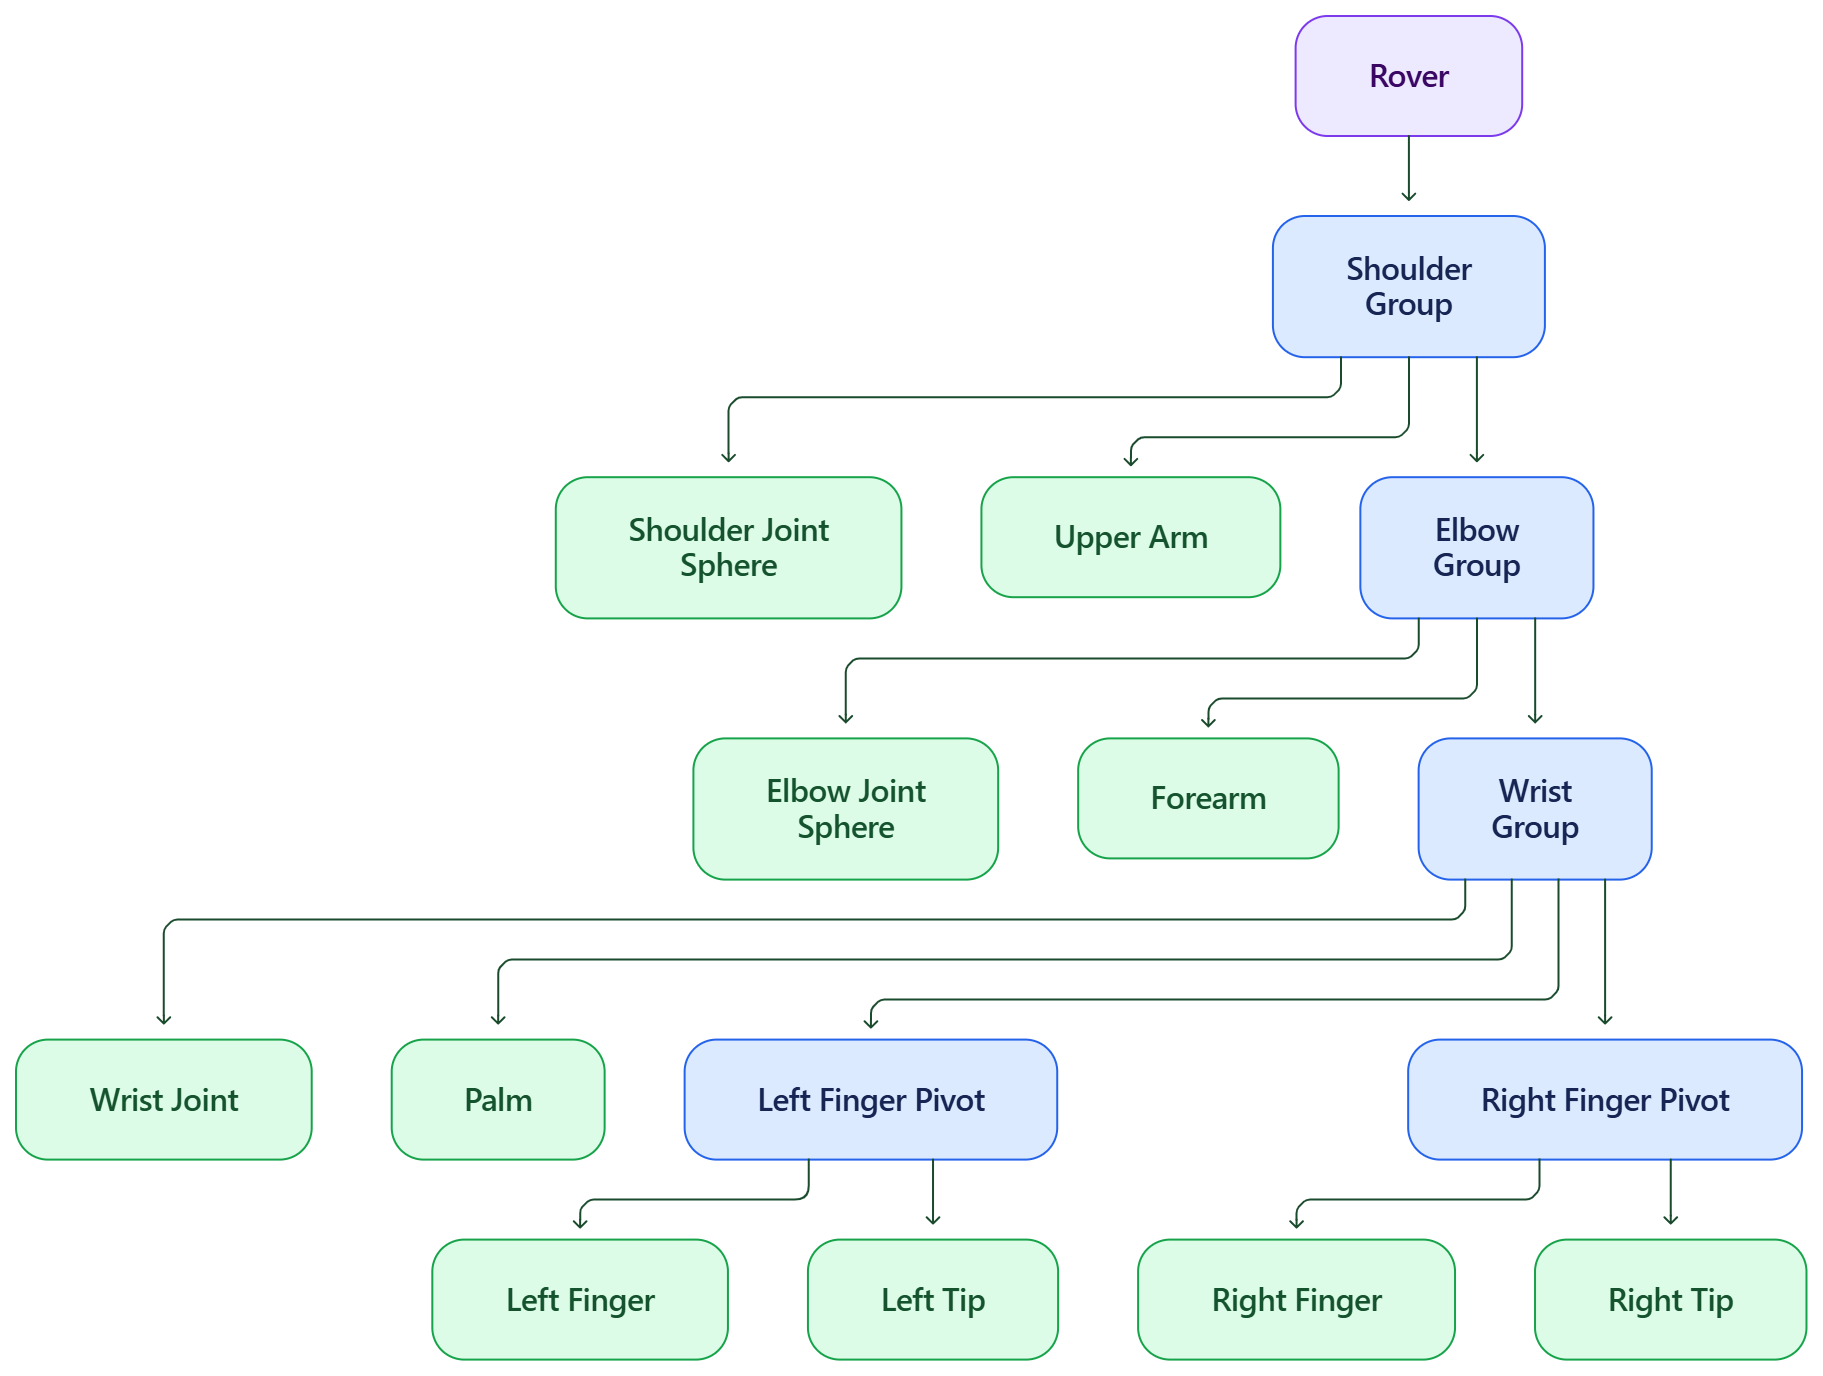 Rover
Shoulder
Group
Shoulder Joint
Sphere
Upper Arm
Elbow
Group
Elbow Joint
Sphere
Forearm
Wrist
Group
Wrist Joint
Palm
Left Finger Pivot
Right Finger Pivot
Left Finger
Left Tip
Right Finger
Right Tip